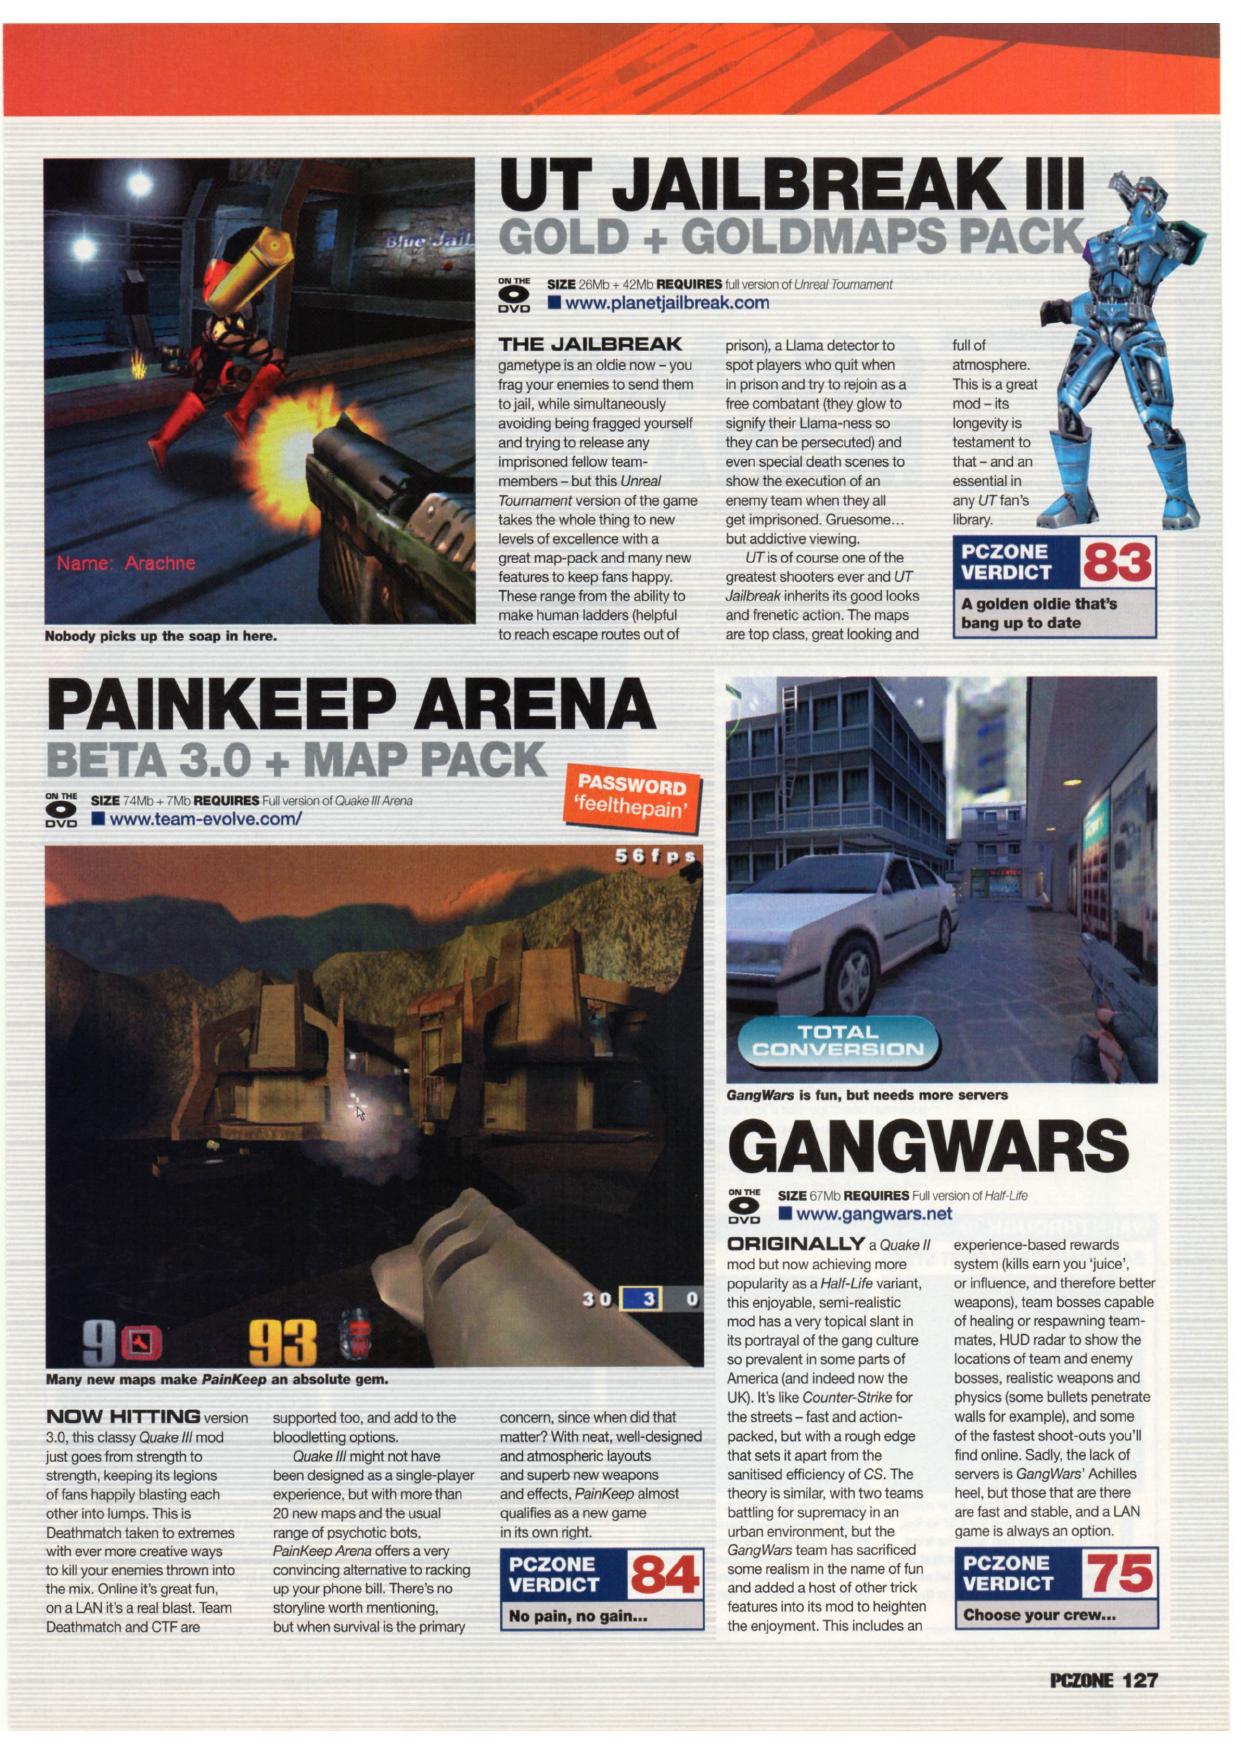 Blue Jail
Name: Arachne
Nobody picks up the soap in here.
UT JAILBREAK III
GOLD + GOLDMAPS PACK
ON THE
DVD
SIZE 26Mb + 42Mb REQUIRES full version of Unreal Tournament
www.planetjailbreak.com
THE JAILBREAK
gametype is an oldie now – you
frag your enemies to send them
to jail, while simultaneously
avoiding being fragged yourself
and trying to release any
imprisoned fellow team-
members – but this Unreal
Tournament version of the game
takes the whole thing to new
levels of excellence with a
great map-pack and many new
features to keep fans happy.
These range from the ability to
make human ladders (helpful
to reach escape routes out of
prison), a Llama detector to
spot players who quit when
in prison and try to rejoin as a
free combatant (they glow to
signify their Llama-ness so
they can be persecuted) and
even special death scenes to
show the execution of an
enemy team when they all
get imprisoned. Gruesome...
but addictive viewing.
UT is of course one of the
greatest shooters ever and UT
Jailbreak inherits its good looks
and frenetic action. The maps
are top class, great looking and
full of
atmosphere.
This is a great
mod – its
longevity is
testament to
that – and an
essential in
any UT fan's
library.
PCZONE
VERDICT
83
A golden oldie that's
bang up to date
PAINKEEP ARENA
BETA 3.0 + MAP PACK
ON THE
DVD
SIZE 74Mb + 7Mb REQUIRES Full version of Quake III Arena
www.team-evolve.com/
PASSWORD
'feelthepain'
56fps
30 3 0
9 93
Many new maps make PainKeep an absolute gem.
NOW HITTING version
3.0, this classy Quake III mod
just goes from strength to
strength, keeping its legions
of fans happily blasting each
other into lumps. This is
Deathmatch taken to extremes
with ever more creative ways
to kill your enemies thrown into
the mix. Online it's great fun,
on a LAN it's a real blast. Team
Deathmatch and CTF are
supported too, and add to the
bloodletting options.
Quake III might not have
been designed as a single-player
experience, but with more than
20 new maps and the usual
range of psychotic bots,
PainKeep Arena offers a very
convincing alternative to racking
up your phone bill. There's no
storyline worth mentioning,
but when survival is the primary
concern, since when did that
matter? With neat, well-designed
and atmospheric layouts
and superb new weapons
and effects, PainKeep almost
qualifies as a new game
in its own right.
PCZONE
VERDICT
84
No pain, no gain...
TOTAL
CONVERSION
GangWars is fun, but needs more servers
GANGWARS
ON THE
DVD
SIZE 67Mb REQUIRES Full version of Half-Life
www.gangwars.net
ORIGINALLY a Quake II
mod but now achieving more
popularity as a Half-Life variant,
this enjoyable, semi-realistic
mod has a very topical slant in
its portrayal of the gang culture
so prevalent in some parts of
America (and indeed now the
UK). It's like Counter-Strike for
the streets – fast and action-
packed, but with a rough edge
that sets it apart from the
sanitised efficiency of CS. The
theory is similar, with two teams
battling for supremacy in an
urban environment, but the
GangWars team has sacrificed
some realism in the name of fun
and added a host of other trick
features into its mod to heighten
the enjoyment. This includes an
experience-based rewards
system (kills earn you 'juice',
or influence, and therefore better
weapons), team bosses capable
of healing or respawning team-
mates, HUD radar to show the
locations of team and enemy
bosses, realistic weapons and
physics (some bullets penetrate
walls for example), and some
of the fastest shoot-outs you'll
find online. Sadly, the lack of
servers is GangWars' Achilles
heel, but those that are there
are fast and stable, and a LAN
game is always an option.
PCZONE
VERDICT
75
Choose your crew...
PCZONE 127